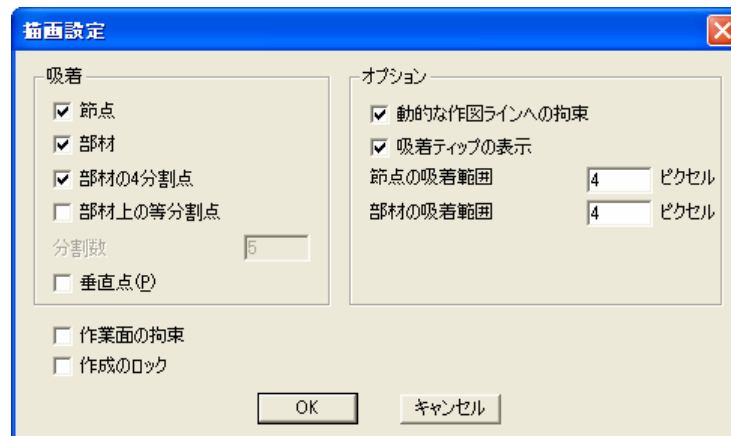 描画設定
吸着
節点
部材
部材の4分割点
部材上の等分割点
分割数 5
垂直点(P)
オプション
動的な作図ラインへの拘束
吸着ティップの表示
節点の吸着範囲 4 ピクセル
部材の吸着範囲 4 ピクセル
作業面の拘束
作成のロック
OK キャンセル